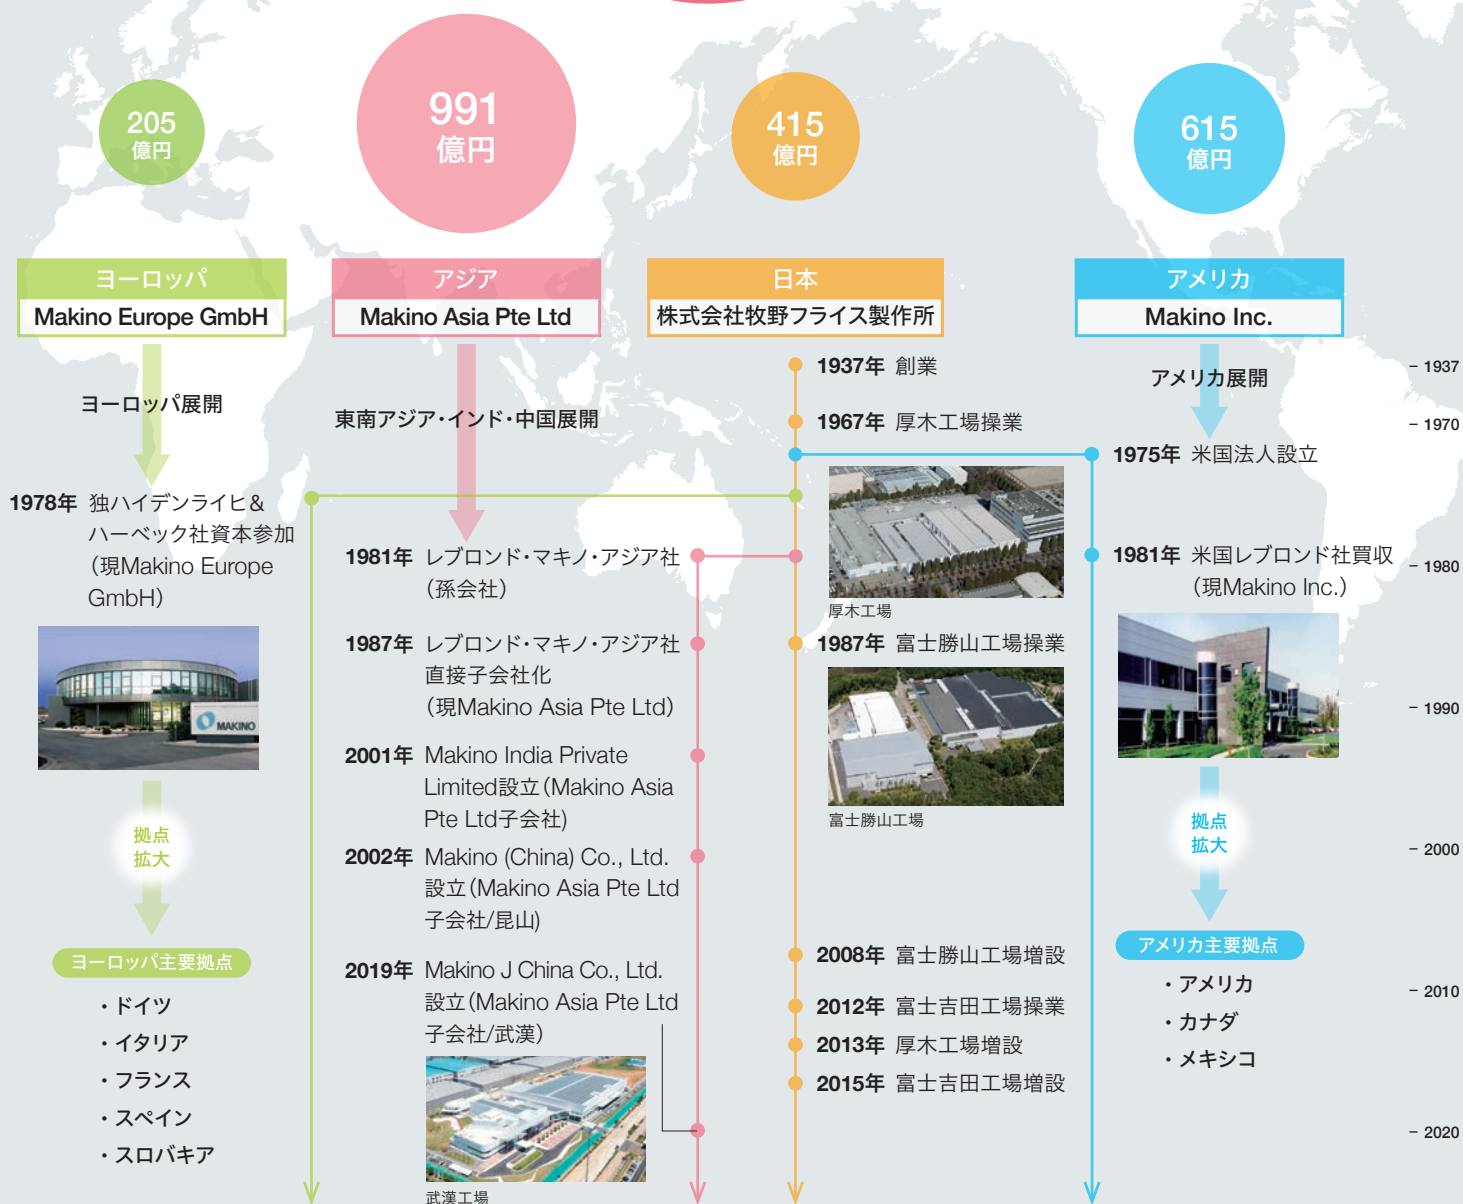 205
億円
991
億円
415
億円
615
億円
ヨーロッパ
Makino Europe GmbH
ヨーロッパ展開
1978年 独ハイデンライヒ&
ハーベック社資本参加
(現Makino Europe
GmbH)
MAKINO
拠点
拡大
ヨーロッパ主要拠点
・ドイツ
・イタリア
・フランス
・スペイン
・スロバキア
アジア
Makino Asia Pte Ltd
東南アジア・インド・中国展開
1981年 レブロンド・マキノ・アジア社
(孫会社)
1987年 レブロンド・マキノ・アジア社
直接子会社化
(現Makino Asia Pte Ltd)
2001年 Makino India Private
Limited設立(Makino Asia
Pte Ltd子会社)
2002年 Makino (China) Co., Ltd.
設立(Makino Asia Pte Ltd
子会社/昆山)
2019年 Makino J China Co., Ltd.
設立(Makino Asia Pte Ltd
子会社/武漢)
武漢工場
日本
株式会社牧野フライス製作所
1937年 創業
1967年 厚木工場操業
厚木工場
1987年 富士勝山工場操業
富士勝山工場
2008年 富士勝山工場増設
2012年 富士吉田工場操業
2013年 厚木工場増設
2015年 富士吉田工場増設
アメリカ
Makino Inc.
アメリカ展開
1975年 米国法人設立
1981年 米国レブロンド社買収
(現Makino Inc.)
拠点
拡大
アメリカ主要拠点
・アメリカ
・カナダ
・メキシコ
– 1937
– 1970
– 1980
– 1990
– 2000
– 2010
– 2020